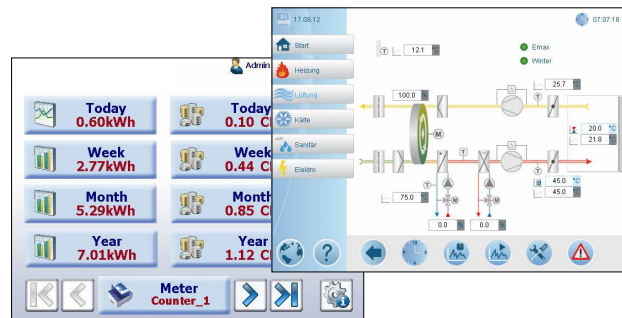 Admin
Today
0.60kWh
Today
0.10
Week
2.77kWh
Week
0.44
Month
5.29kWh
Month
0.85
Year
7.01kWh
Year
1.12
Meter
Counter_1
17.08.12
07:07:18
Start
Heizung
Lüftung
Kälte
Sanitär
Elektro
T
12.1
Emax
Winter
100.0 %
25.7
T
M
20.0 °C
21.8
T
T
T
45.0 °C
45.0
75.0
M
M
0.0
0.0
?